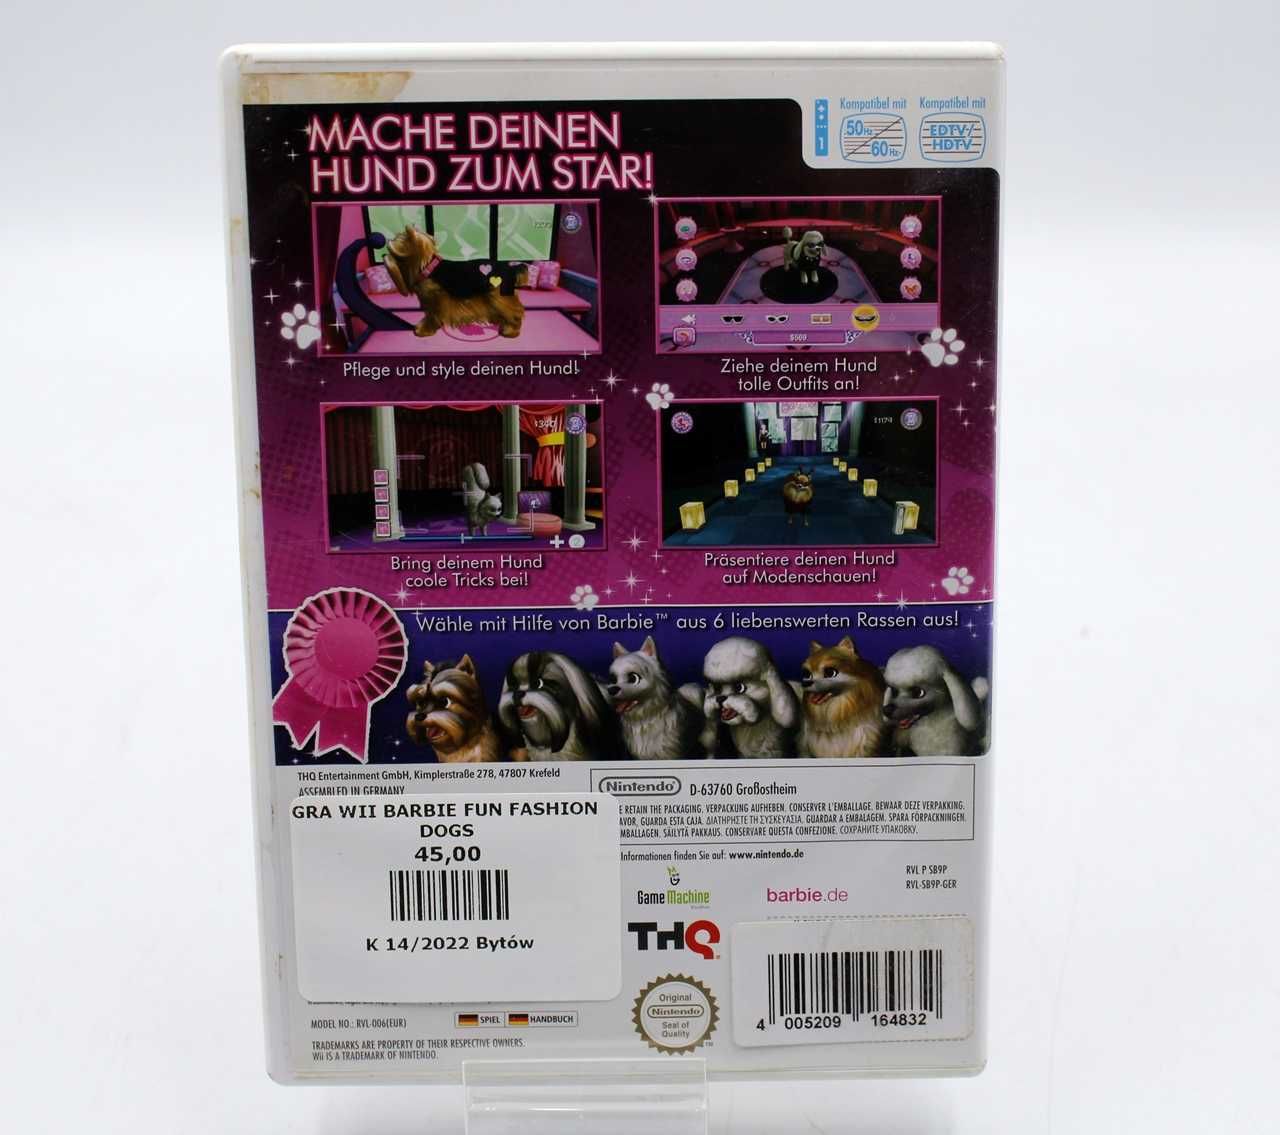 MACHE DEINEN
HUND ZUM STAR!
Kompatibel mit
50Hz
60Hz
Kompatibel mit
EDTV/
HDTV
1
Pflege und style deinen Hund!
$569
Ziehe deinem Hund
tolle Outfits an!
1340
Bring deinem Hund
coole Tricks bei!
1174
Präsentiere deinen Hund
auf Modenschauen!
Wähle mit Hilfe von Barbie™ aus 6 liebenswerten Rassen aus!
THQ Entertainment GmbH, Kimplerstraße 278, 47807 Krefeld
ASSEMBLED IN GERMANY
Nintendo® D-63760 Großostheim
RETAIN THE PACKAGING. VERPACKUNG AUFHEBEN. CONSERVER L'EMBALLAGE. BEWAAR DEZE VERPAKKING.
GUARDA ESTA CAJA. ΔΙΑΤΗΡΗΣΤΕ ΤΗ ΣΥΣΚΕΥΑΣΙΑ. GUARDAR A EMBALAGEM. SPARA FÖRPACKNINGEN.
SÄILYTÄ PAKKAUS. CONSERVARE QUESTA CONFEZIONE. СОХРАНИТЕ УПАКОВКУ.
Informationen finden Sie auf: www.nintendo.de
GRA WII BARBIE FUN FASHION
DOGS
45,00
K 14/2022 Bytów
Game Machine
barbie.de
RVL P SB9P
RVL-SB9P-GER
THQ
4 005209 164832
Original
Nintendo
Seal of
Quality
MODEL NO.: RVL-006(EUR)
SPIEL
HANDBUCH
TRADEMARKS ARE PROPERTY OF THEIR RESPECTIVE OWNERS.
Wii IS A TRADEMARK OF NINTENDO.